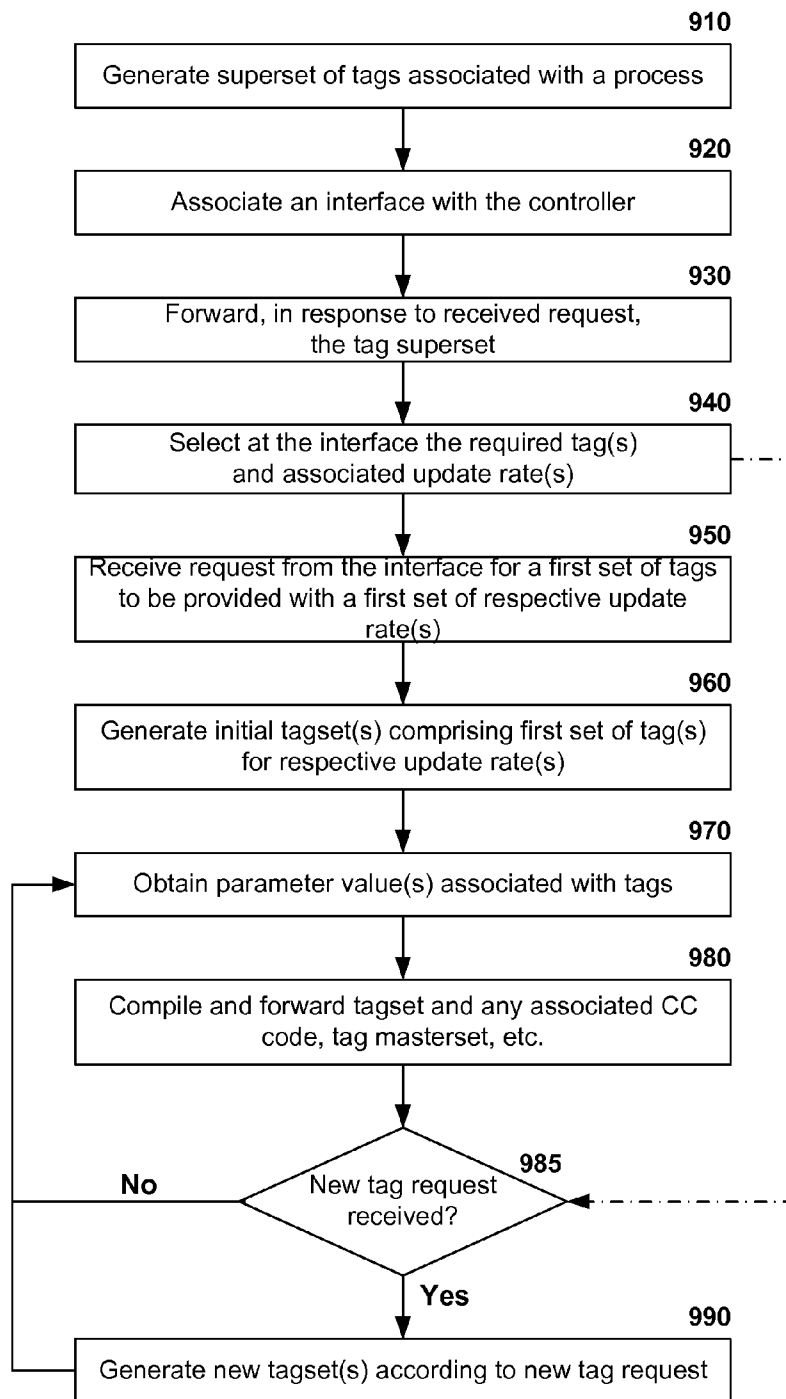 910
Generate superset of tags associated with a process
920
Associate an interface with the controller
930
Forward, in response to received request,
the tag superset
940
Select at the interface the required tag(s)
and associated update rate(s)
950
Receive request from the interface for a first set of tags
to be provided with a first set of respective update
rate(s)
960
Generate initial tagset(s) comprising first set of tag(s)
for respective update rate(s)
970
Obtain parameter value(s) associated with tags
980
Compile and forward tagset and any associated CC
code, tag masterset, etc.
985
No
New tag request
received?
Yes
990
Generate new tagset(s) according to new tag request